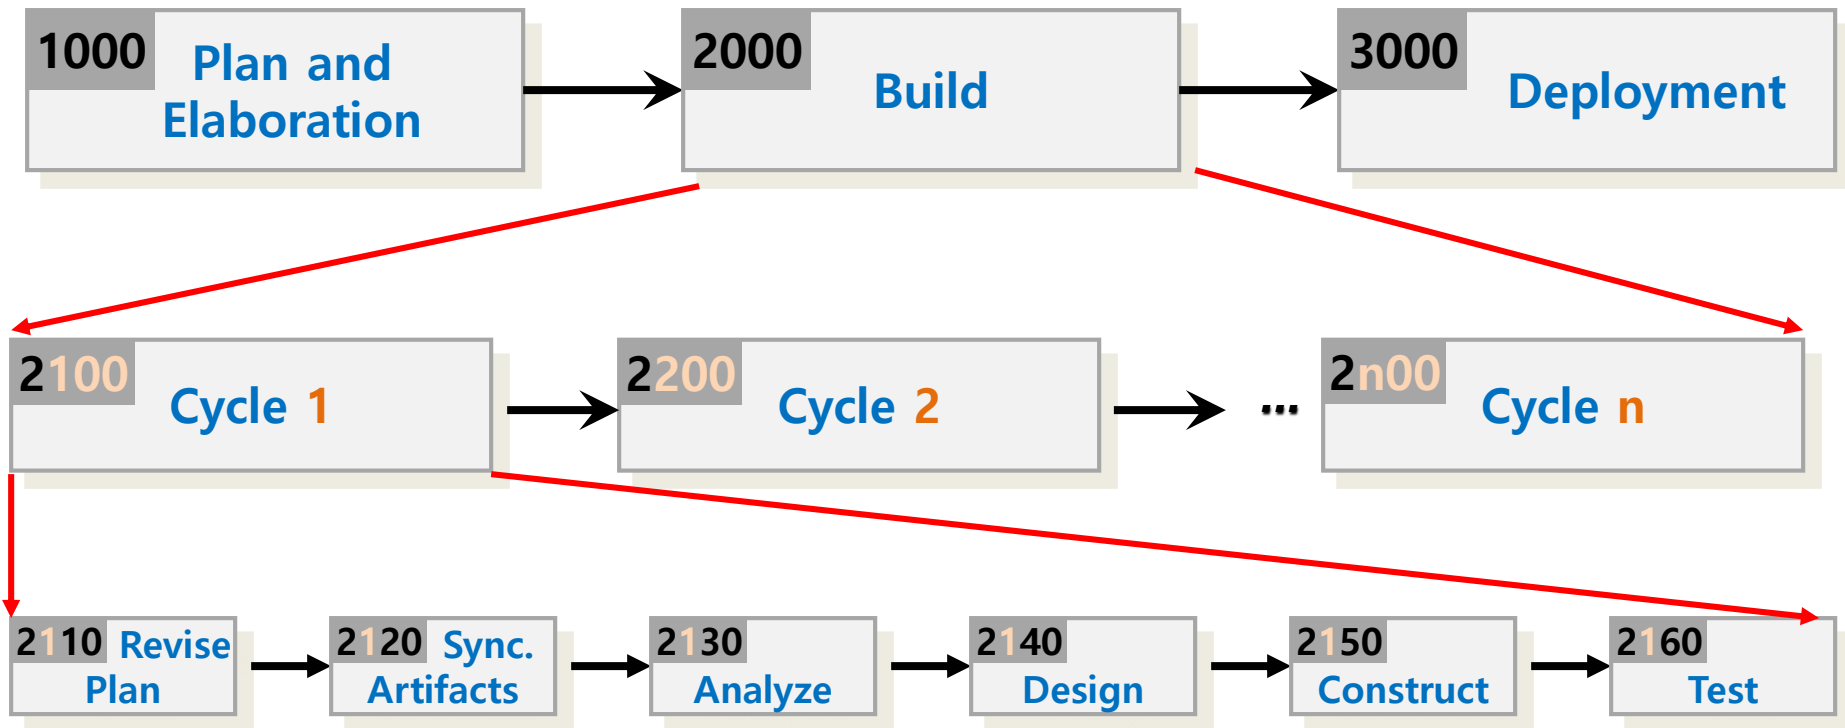 1000 Plan and
Elaboration
2000
Build
3000
Deployment
2100
Cycle 1
2200
Cycle 2
...
2n00
Cycle n
2110 Revise
Plan
2120 Sync.
Artifacts
2130
Analyze
2140
Design
2150
Construct
2160
Test